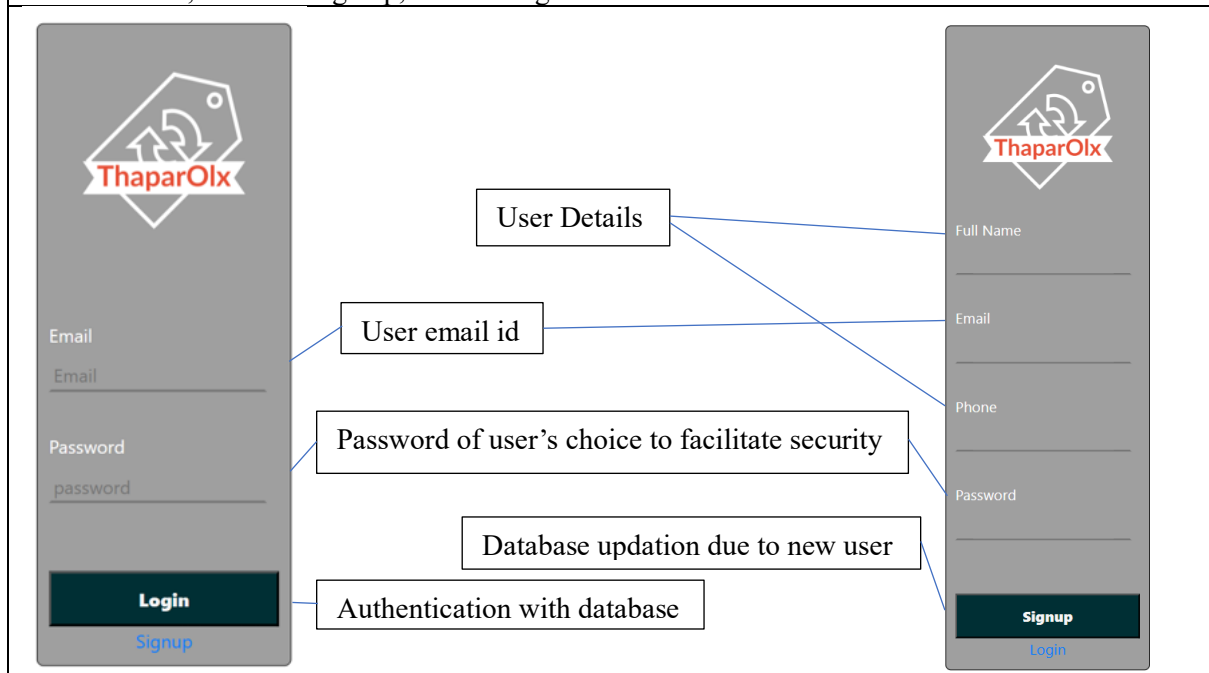 ThaparOlx
Email
Email
Password
password
Login
Signup
User Details
User email id
Password of user’s choice to facilitate security
Database updation due to new user
Authentication with database
ThaparOlx
Full Name
Email
Phone
Password
Signup
Login